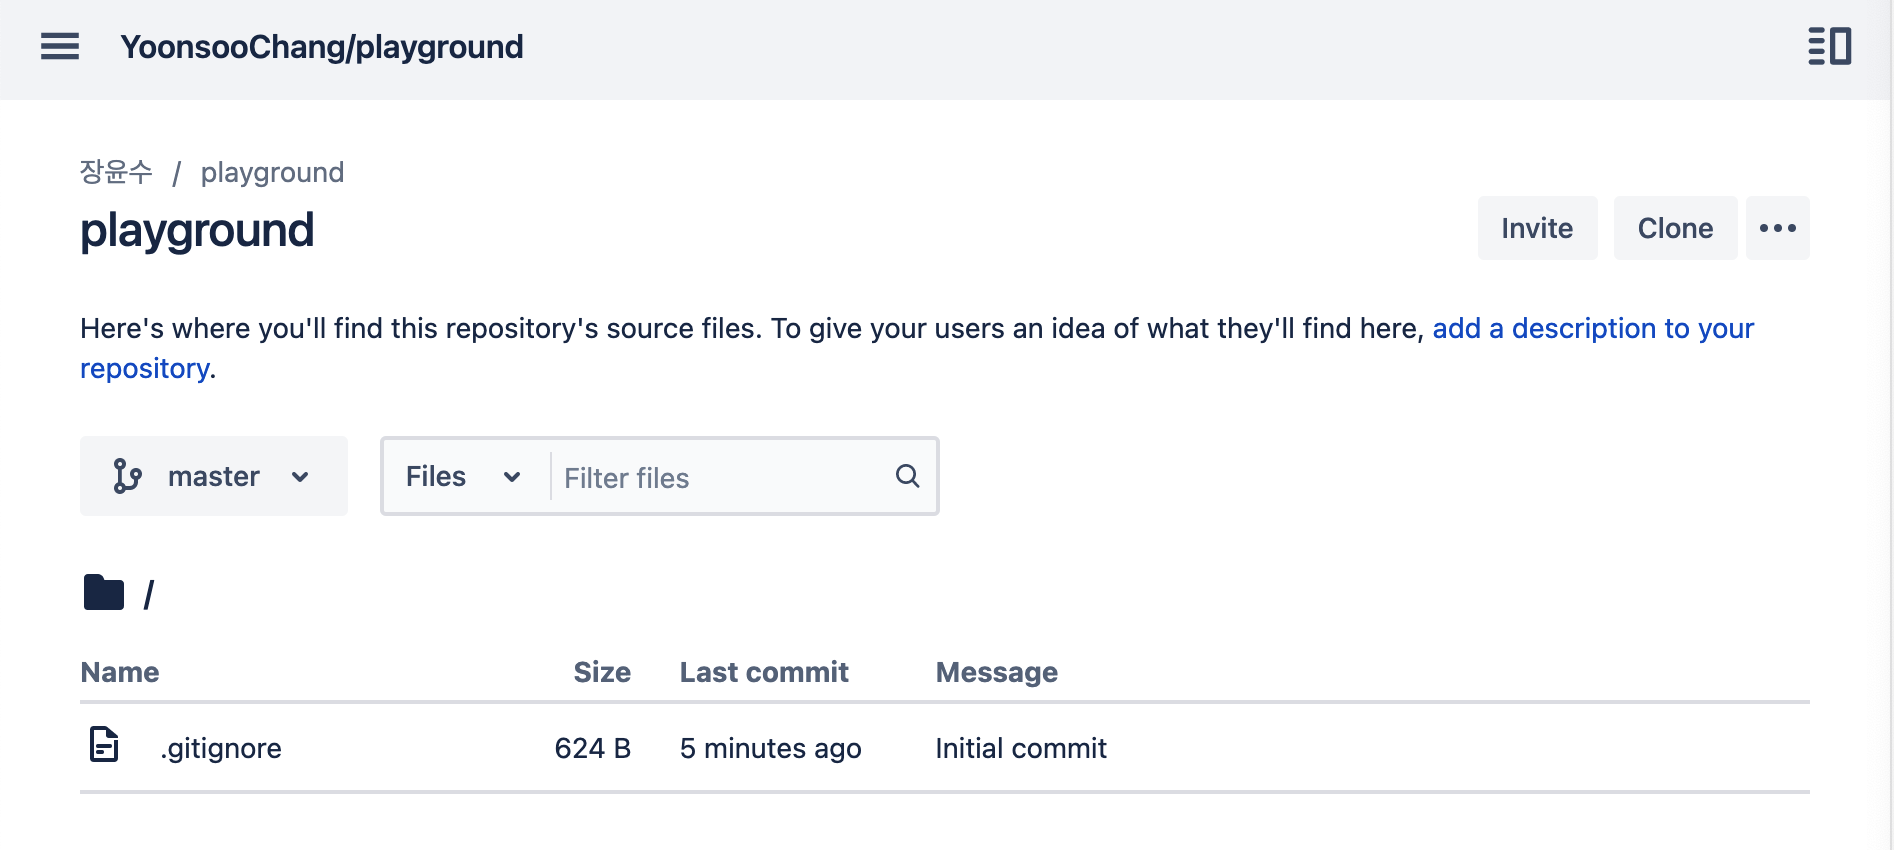 YoonsooChang/playground
장윤수 / playground
playground
Invite Clone
Here's where you'll find this repository's source files. To give your users an idea of what they'll find here, add a description to your
repository.
master Files Filter files
/
Name Size Last commit Message
.gitignore 624 B 5 minutes ago Initial commit